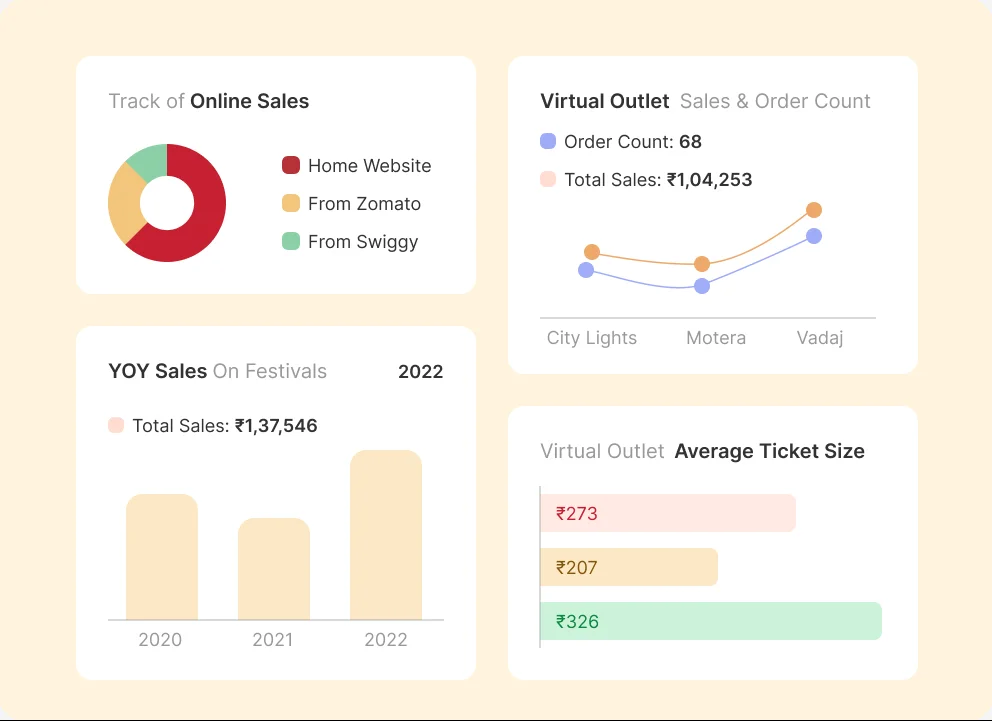 Track of Online Sales
Home Website
From Zomato
From Swiggy
Virtual Outlet Sales & Order Count
Order Count: 68
Total Sales: ₹1,04,253
City Lights Motera Vadaj
YOY Sales On Festivals 2022
Total Sales: ₹1,37,546
2020 2021 2022
Virtual Outlet Average Ticket Size
₹273
₹207
₹326